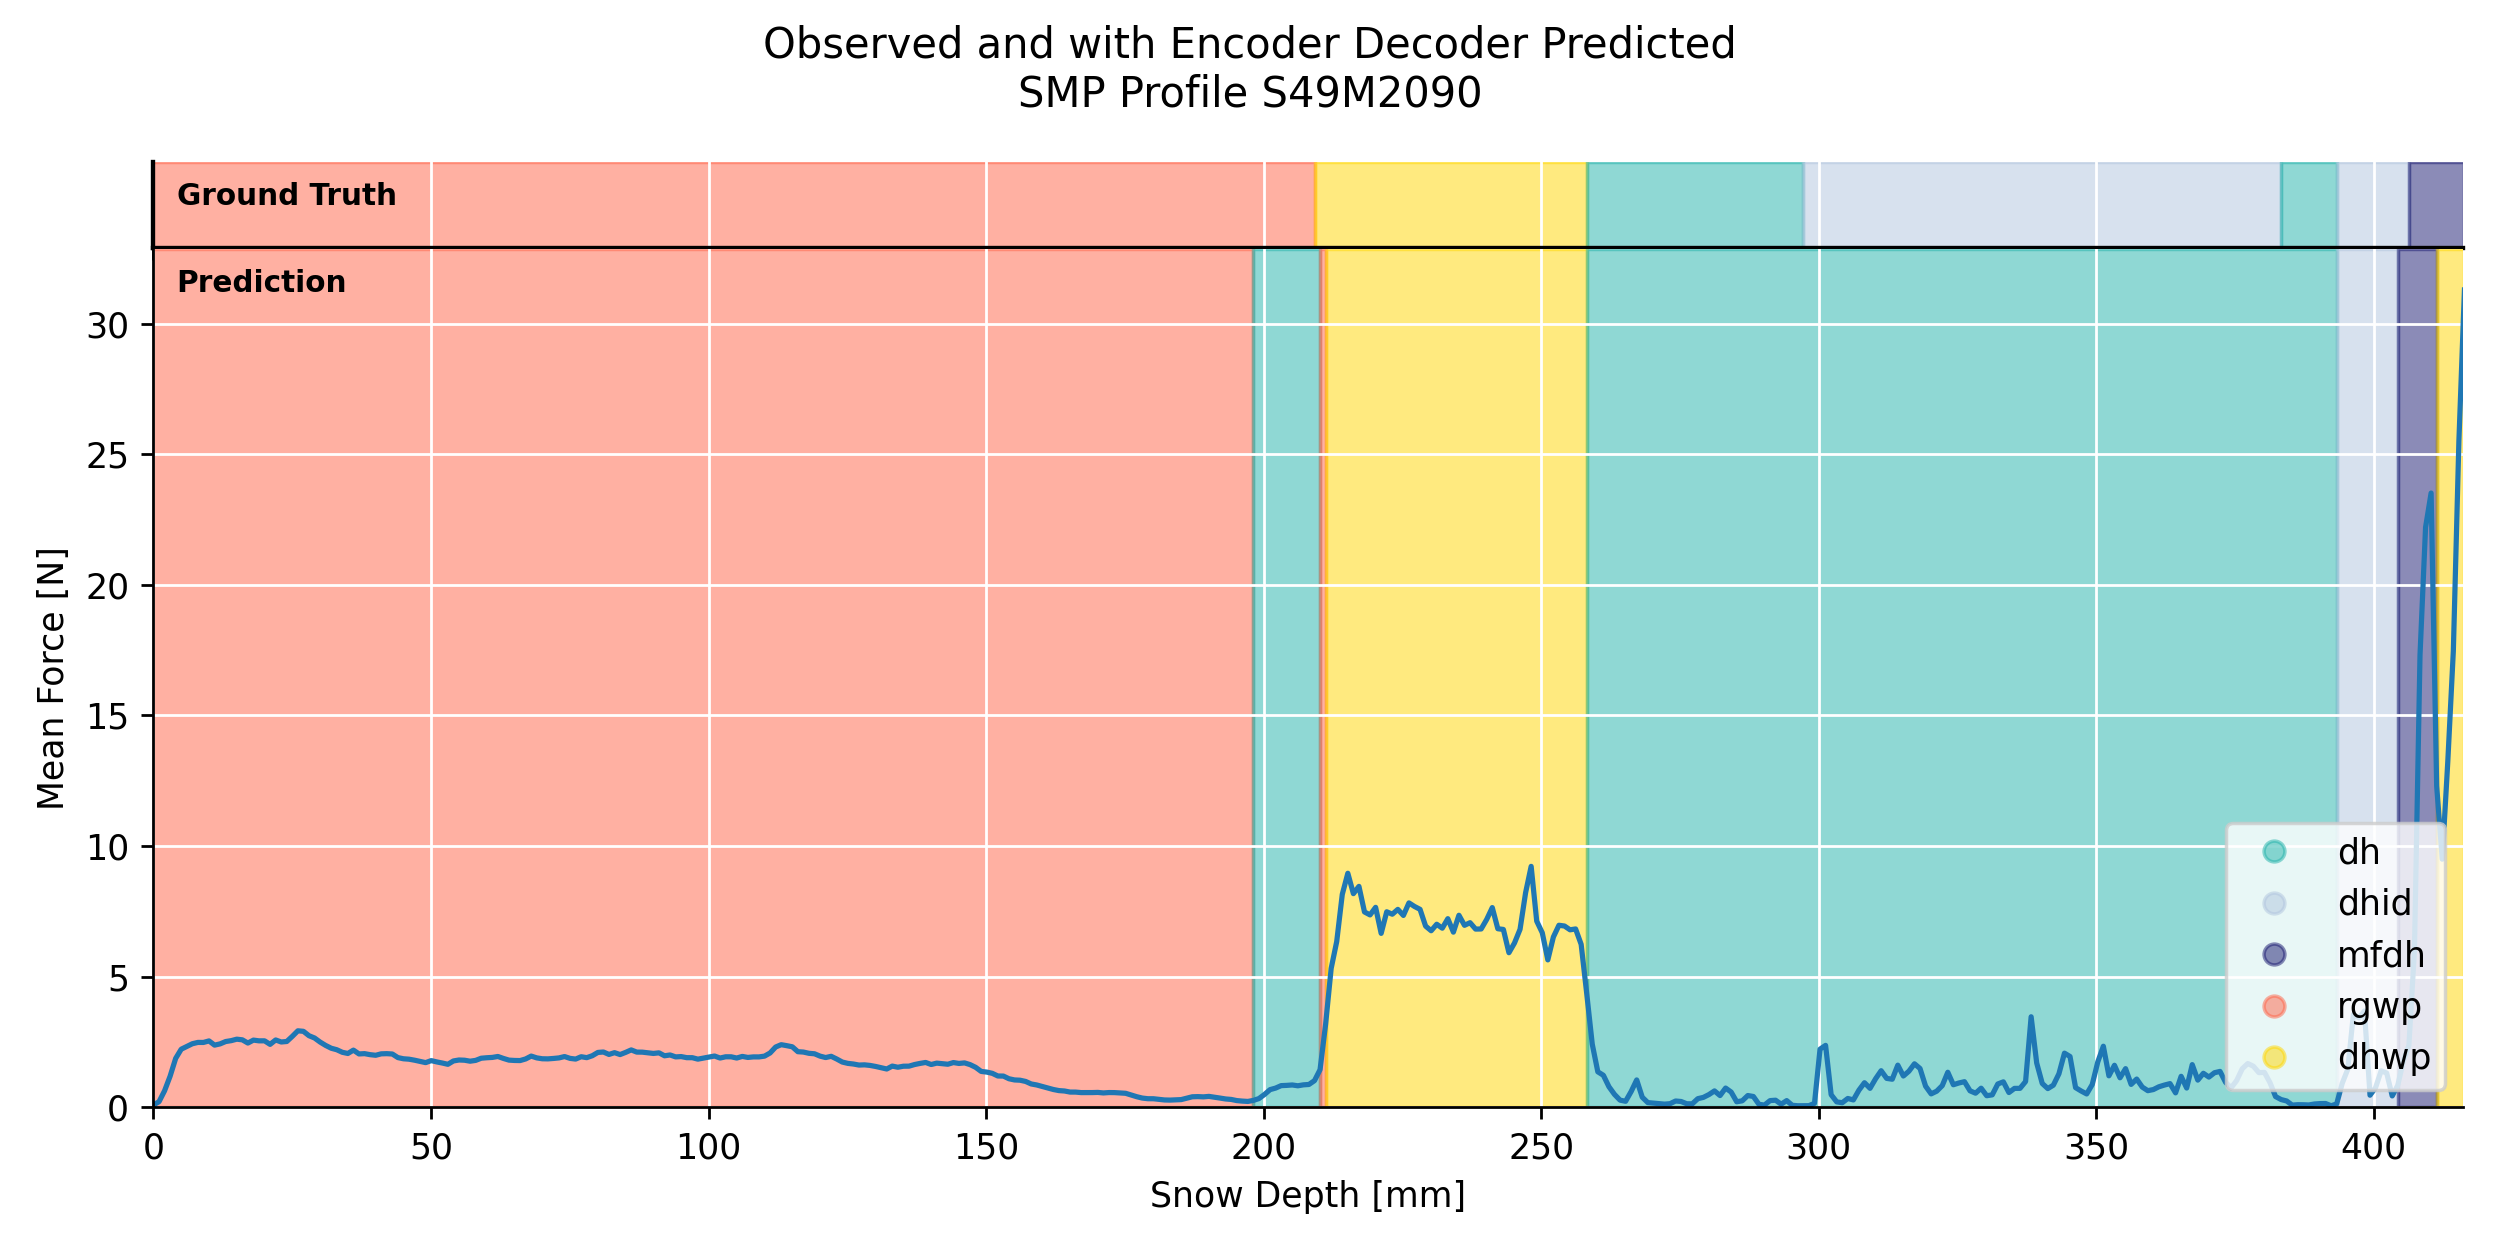 Observed and with Encoder Decoder Predicted
SMP Profile S49M2090
Ground Truth
Prediction
30
25
20
15
10
5
0
Mean Force [N]
dh
dhid
mfdh
rgwp
dhwp
0 50 100 150 200 250 300 350 400
Snow Depth [mm]